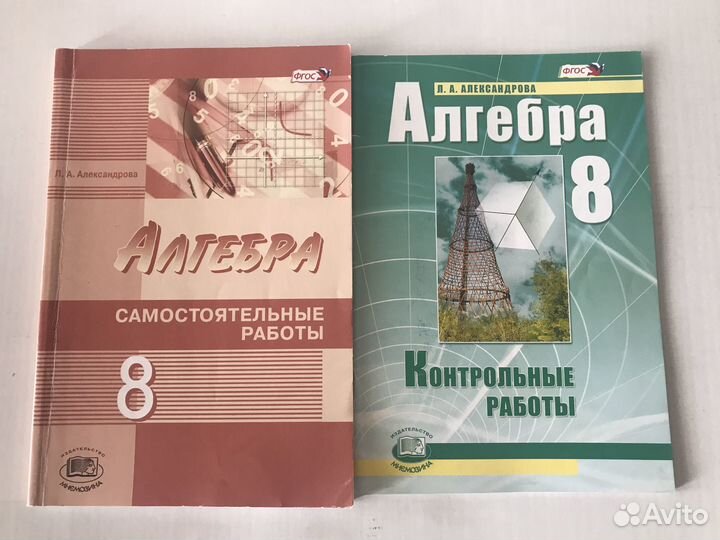 ФГОС
Л. А. Александрова
АЛГЕБРА
САМОСТОЯТЕЛЬНЫЕ
РАБОТЫ
8
ИЗДАТЕЛЬСТВО
МНЕМОЗИНА
ФГОС
Л. А. АЛЕКСАНДРОВА
Алгебра
8
КОНТРОЛЬНЫЕ
РАБОТЫ
ИЗДАТЕЛЬСТВО
МНЕМОЗИНА
Avito